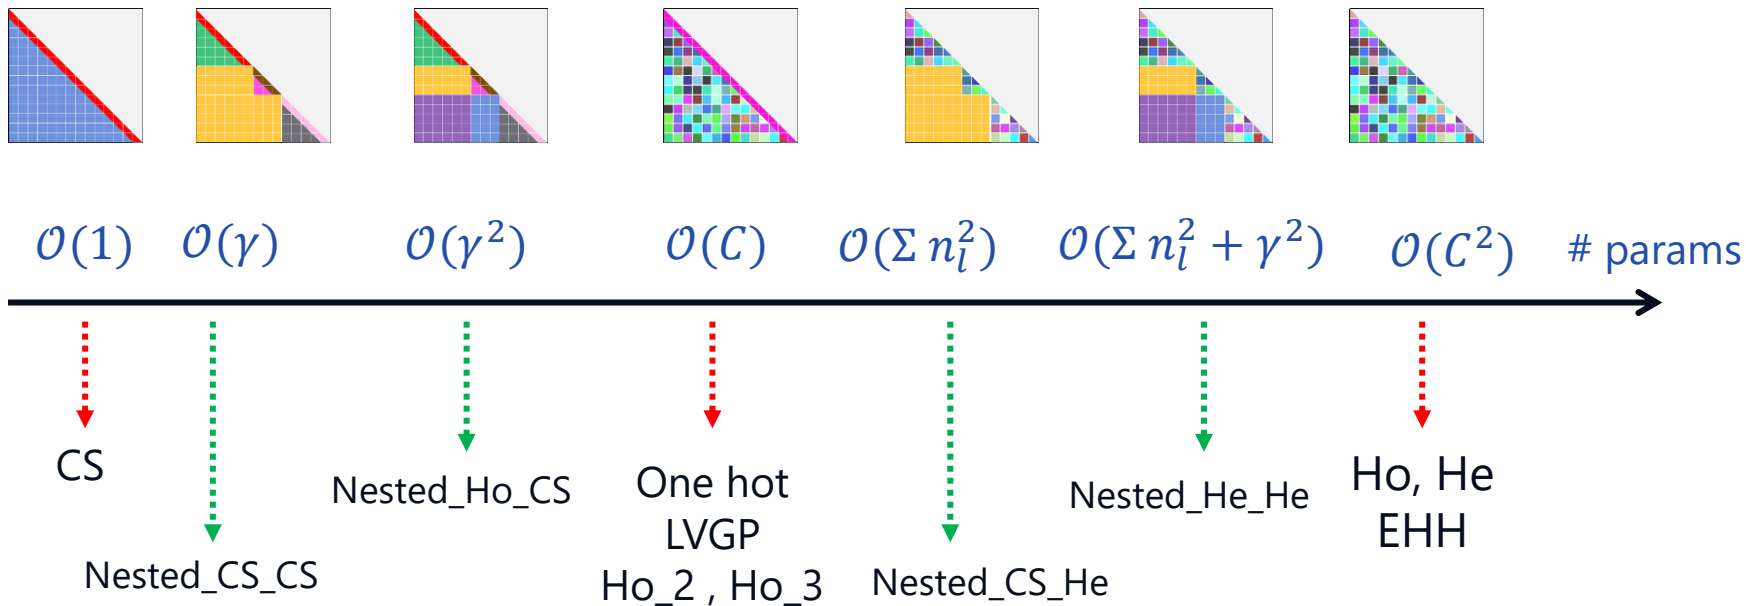 𝒪(1) 𝒪(γ) 𝒪(γ²) 𝒪(C) 𝒪(Σ n_l²) 𝒪(Σ n_l² + γ²) 𝒪(C²) # params
CS
Nested_CS_CS
Nested_Ho_CS
One hot
LVGP
Ho_2 , Ho_3
Nested_CS_He
Nested_He_He
Ho, He
EHH